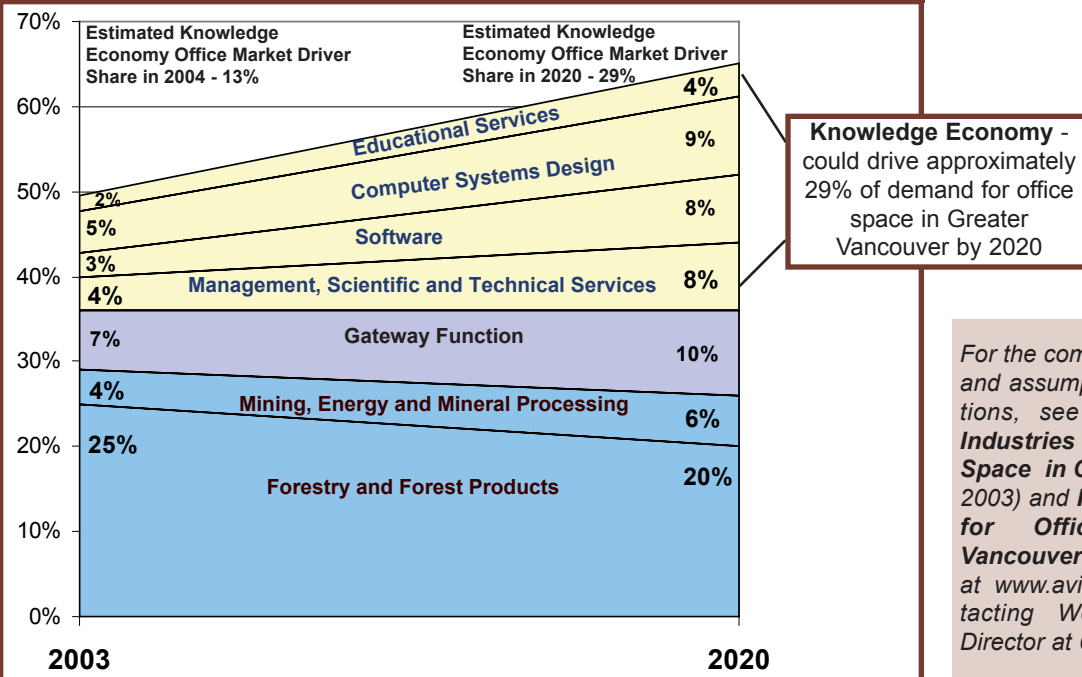 70%
60%
50%
40%
30%
20%
10%
0%
Estimated Knowledge
Economy Office Market Driver
Share in 2004 - 13%
Estimated Knowledge
Economy Office Market Driver
Share in 2020 - 29%
Educational Services
Computer Systems Design
Software
Management, Scientific and Technical Services
Gateway Function
Mining, Energy and Mineral Processing
Forestry and Forest Products
2%
5%
3%
4%
7%
4%
25%
4%
9%
8%
8%
10%
6%
20%
2003
2020
Knowledge Economy -
could drive approximately
29% of demand for office
space in Greater
Vancouver by 2020
For the com
and assump
tions, see
Industries
Space in
2003) and
for Offic
Vancouver
at www.avi
tacting W
Director at